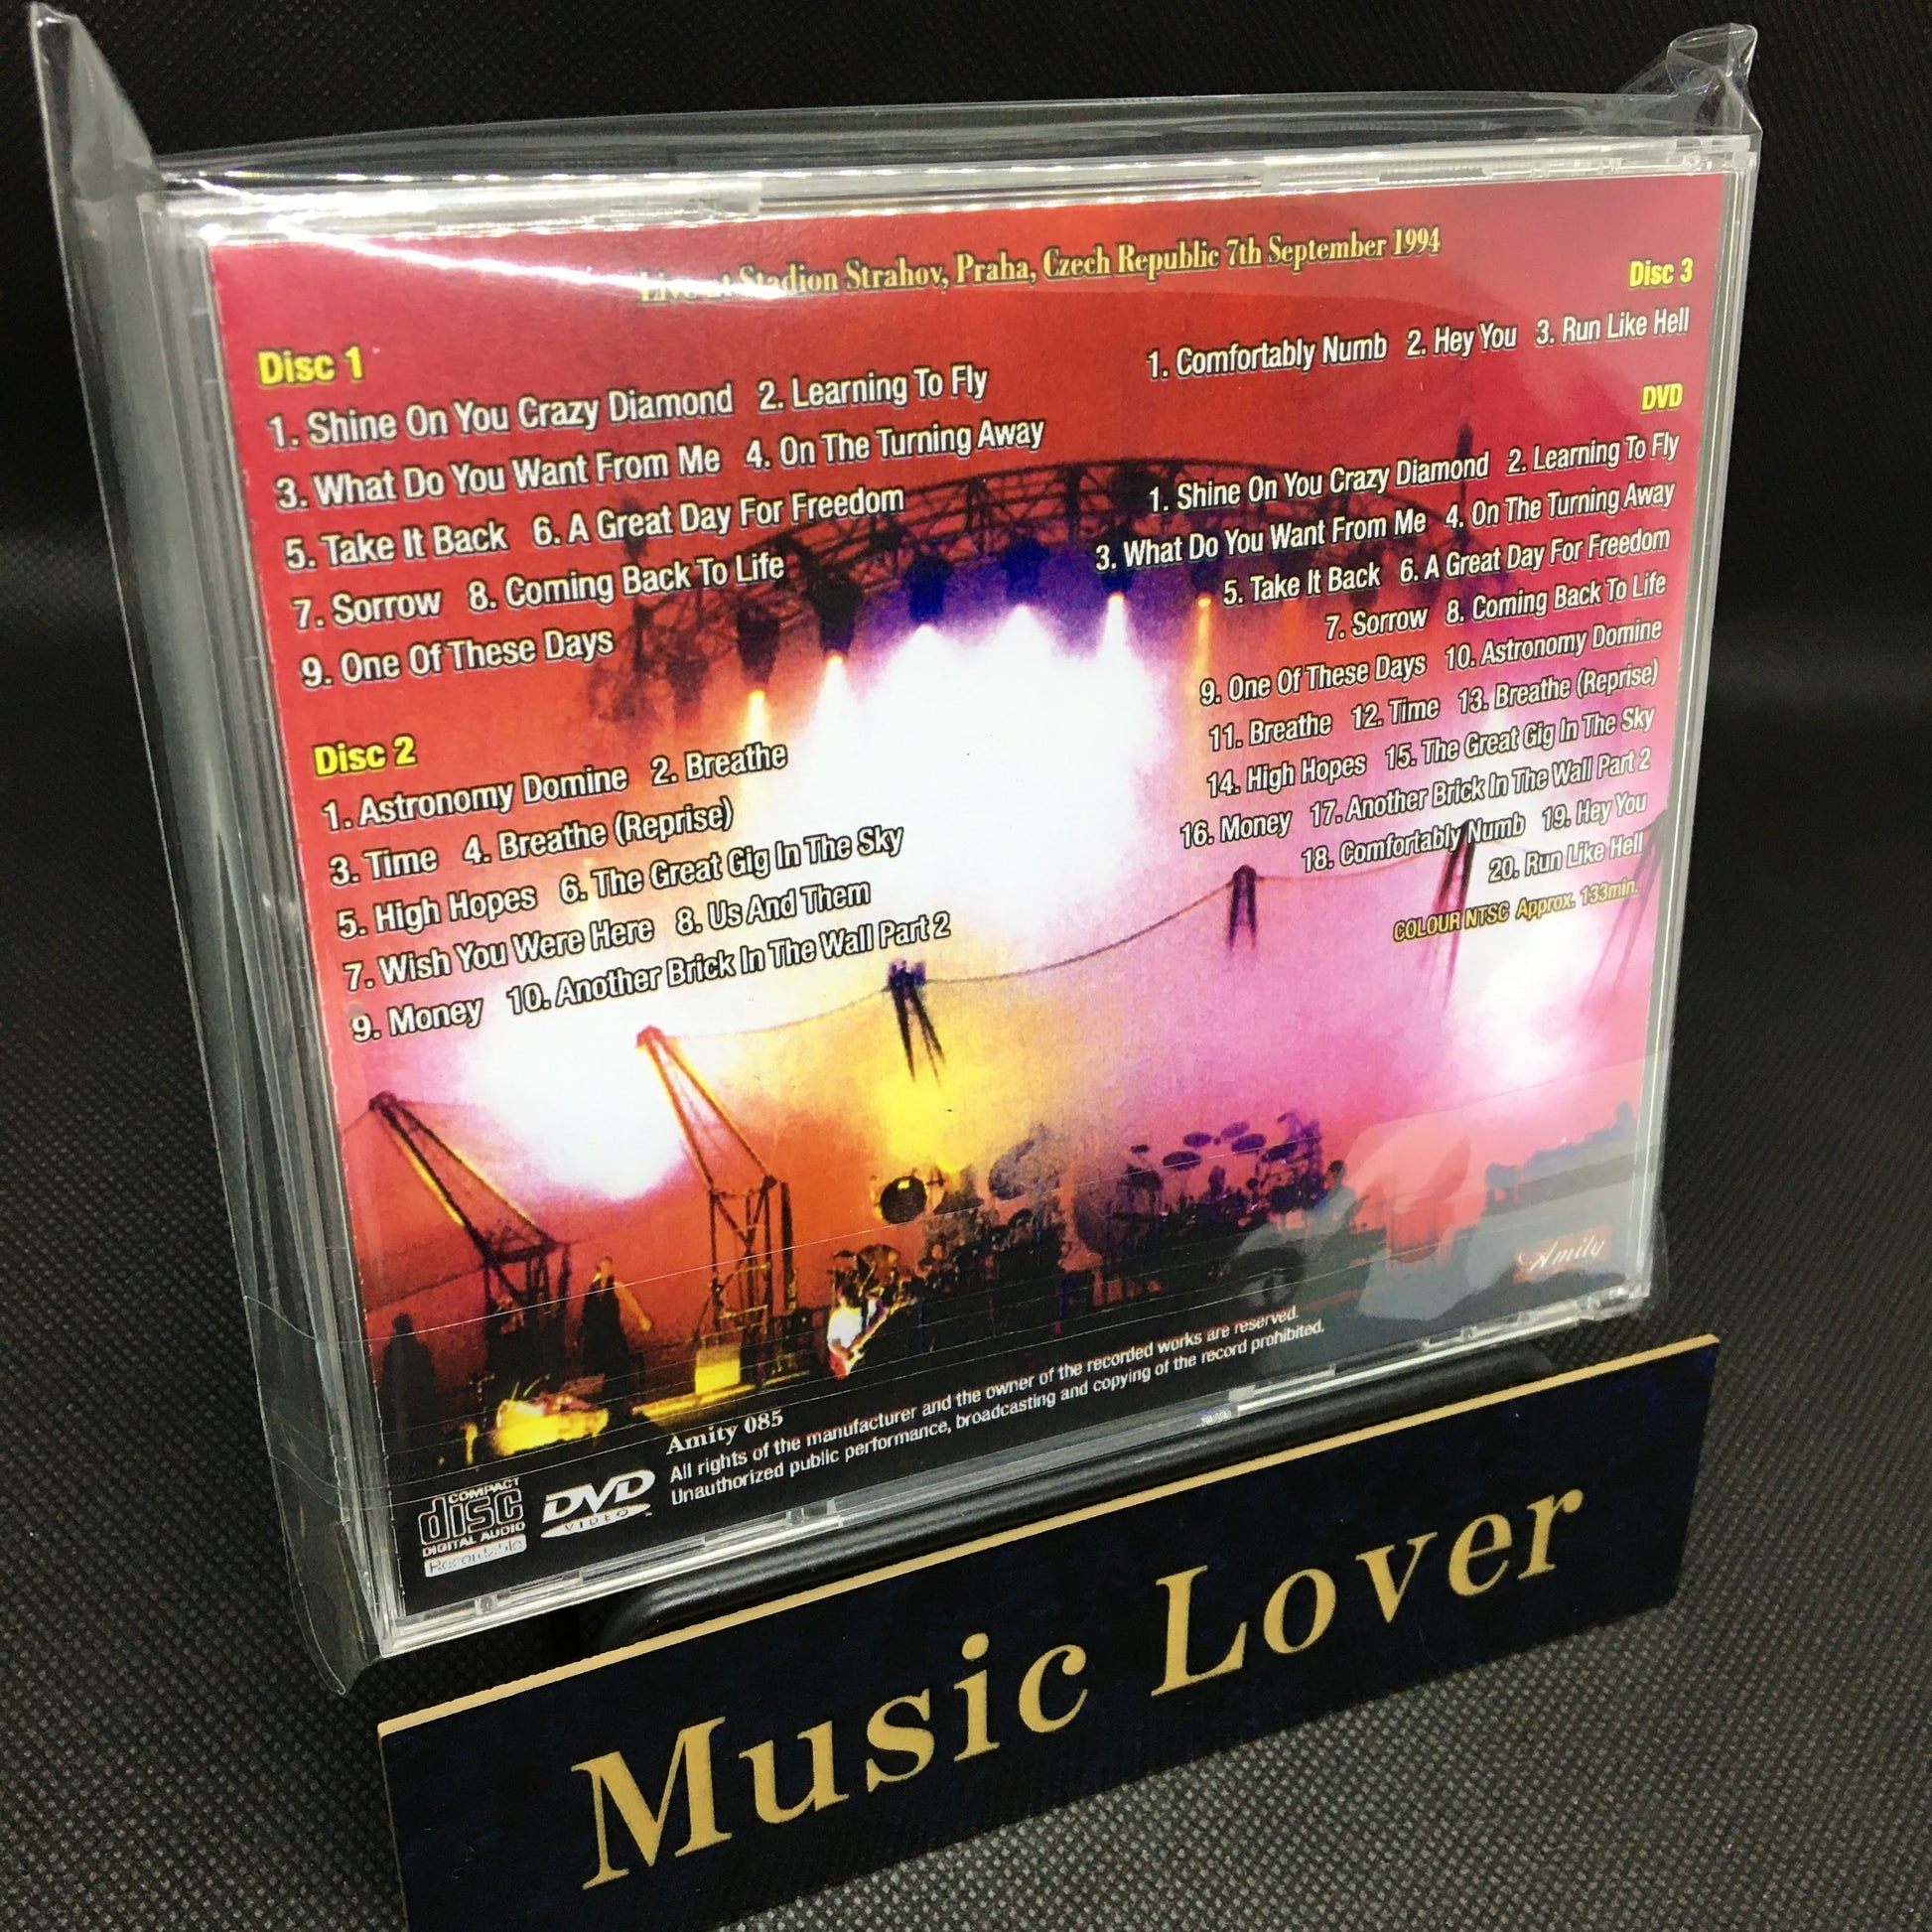 Live at Stadion Strahov, Praha, Czech Republic 7th September 1994
Disc 1
1. Shine On You Crazy Diamond 2. Learning To Fly
3. What Do You Want From Me 4. On The Turning Away
5. Take It Back 6. A Great Day For Freedom
7. Sorrow 8. Coming Back To Life
9. One Of These Days
Disc 2
1. Astronomy Domine 2. Breathe
3. Time 4. Breathe (Reprise)
5. High Hopes 6. The Great Gig In The Sky
7. Wish You Were Here 8. Us And Them
9. Money 10. Another Brick In The Wall Part 2
Disc 3
1. Comfortably Numb 2. Hey You 3. Run Like Hell
DVD
1. Shine On You Crazy Diamond 2. Learning To Fly
3. What Do You Want From Me 4. On The Turning Away
5. Take It Back 6. A Great Day For Freedom
7. Sorrow 8. Coming Back To Life
9. One Of These Days 10. Astronomy Domine
11. Breathe 12. Time 13. Breathe (Reprise)
14. High Hopes 15. The Great Gig In The Sky
16. Money 17. Another Brick In The Wall Part 2
18. Comfortably Numb 19. Hey You
20. Run Like Hell
COLOUR NTSC Approx. 133min.
Amity
Amity 085
All rights of the manufacturer and the owner of the recorded works are reserved.
Unauthorized public performance, broadcasting and copying of the record prohibited.
COMPACT
disc
DIGITAL AUDIO
Recordable
DVD
VIDEO
Music Lover